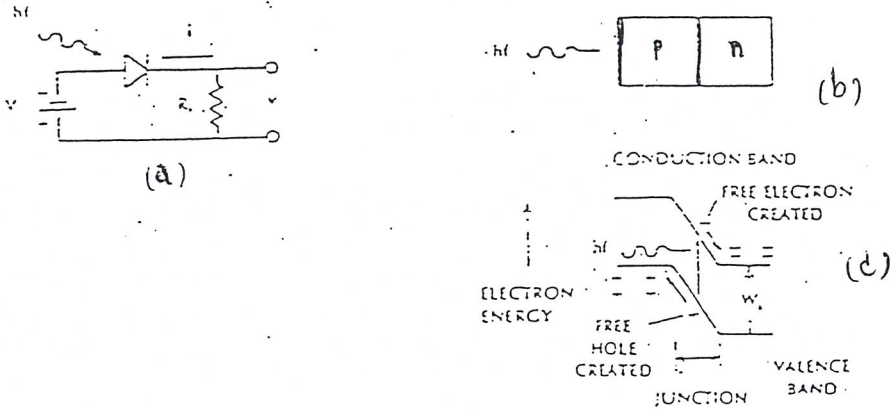 hf
i
hf
p
n
(b)
V
R.
v
(a)
CONDUCTION BAND
FREE ELECTRON
CREATED
hf
(c)
ELECTRON
ENERGY
W.
FREE
HOLE
CREATED
VALENCE
BAND
JUNCTION